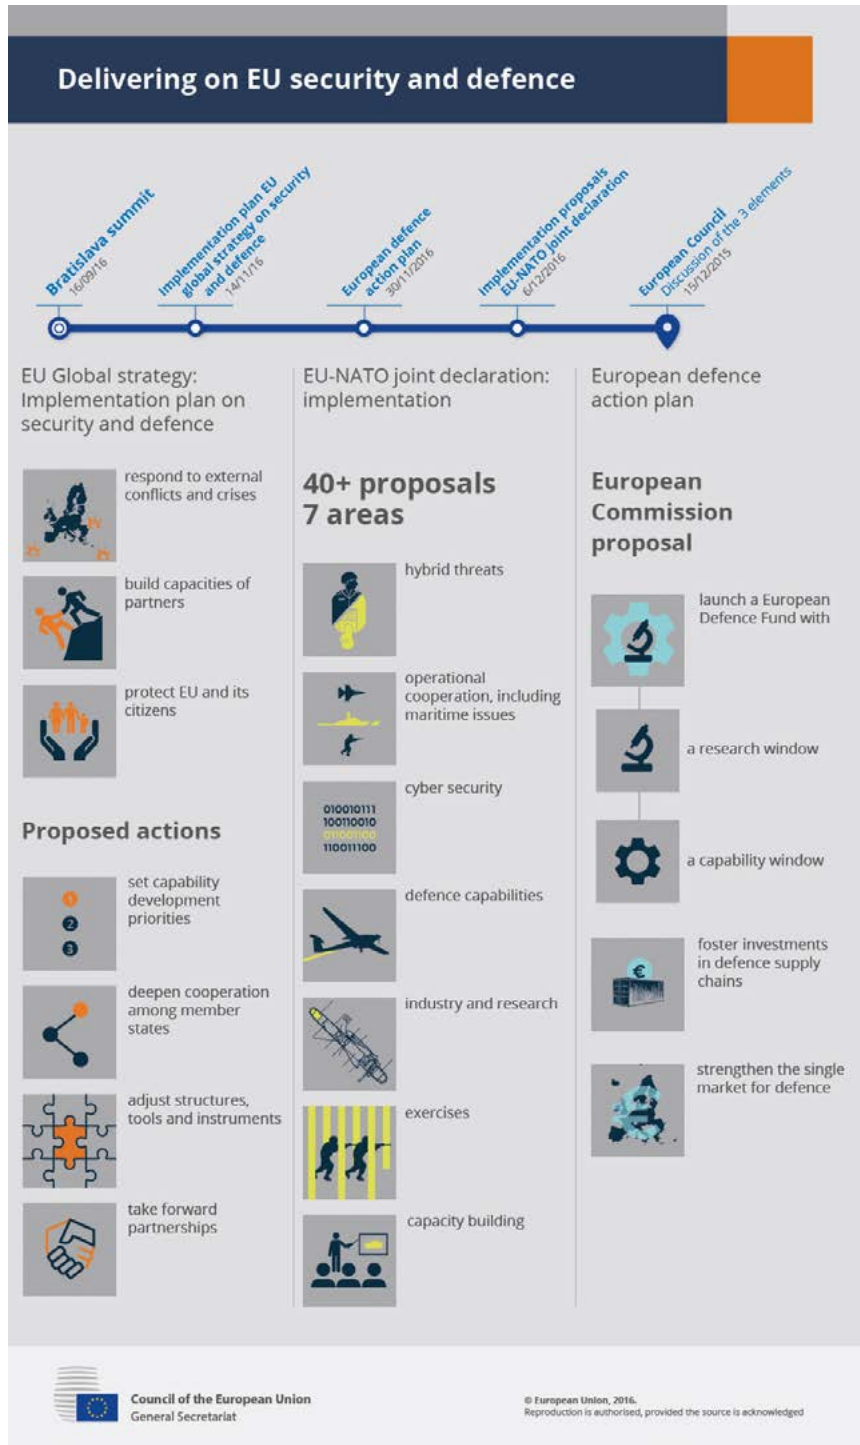 Delivering on EU security and defence
Bratislava summit
16/09/16
Implementation plan EU
global strategy on security
and defence
14/11/16
European defence
action plan
30/11/2016
Implementation proposals
EU-NATO joint declaration
6/12/2016
European Council
Discussion of the 3 elements
15/12/2015
EU Global strategy:
Implementation plan on
security and defence
respond to external
conflicts and crises
build capacities of
partners
protect EU and its
citizens
Proposed actions
1
2
3
set capability
development
priorities
deepen cooperation
among member
states
adjust structures,
tools and instruments
take forward
partnerships
EU-NATO joint declaration:
implementation
40+ proposals
7 areas
hybrid threats
operational
cooperation, including
maritime issues
010010111
100110010
011001100
110011100
cyber security
defence capabilities
industry and research
exercises
capacity building
European defence
action plan
European
Commission
proposal
launch a European
Defence Fund with
a research window
a capability window
€
foster investments
in defence supply
chains
strengthen the single
market for defence
Council of the European Union
General Secretariat
© European Union, 2016.
Reproduction is authorised, provided the source is acknowledged